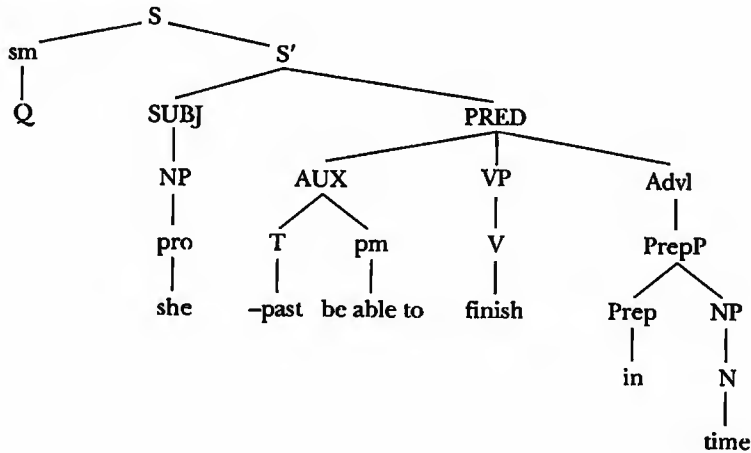 S
sm S′
Q SUBJ PRED
NP AUX VP Advl
pro T pm V PrepP
she –past be able to finish Prep NP
in N
time